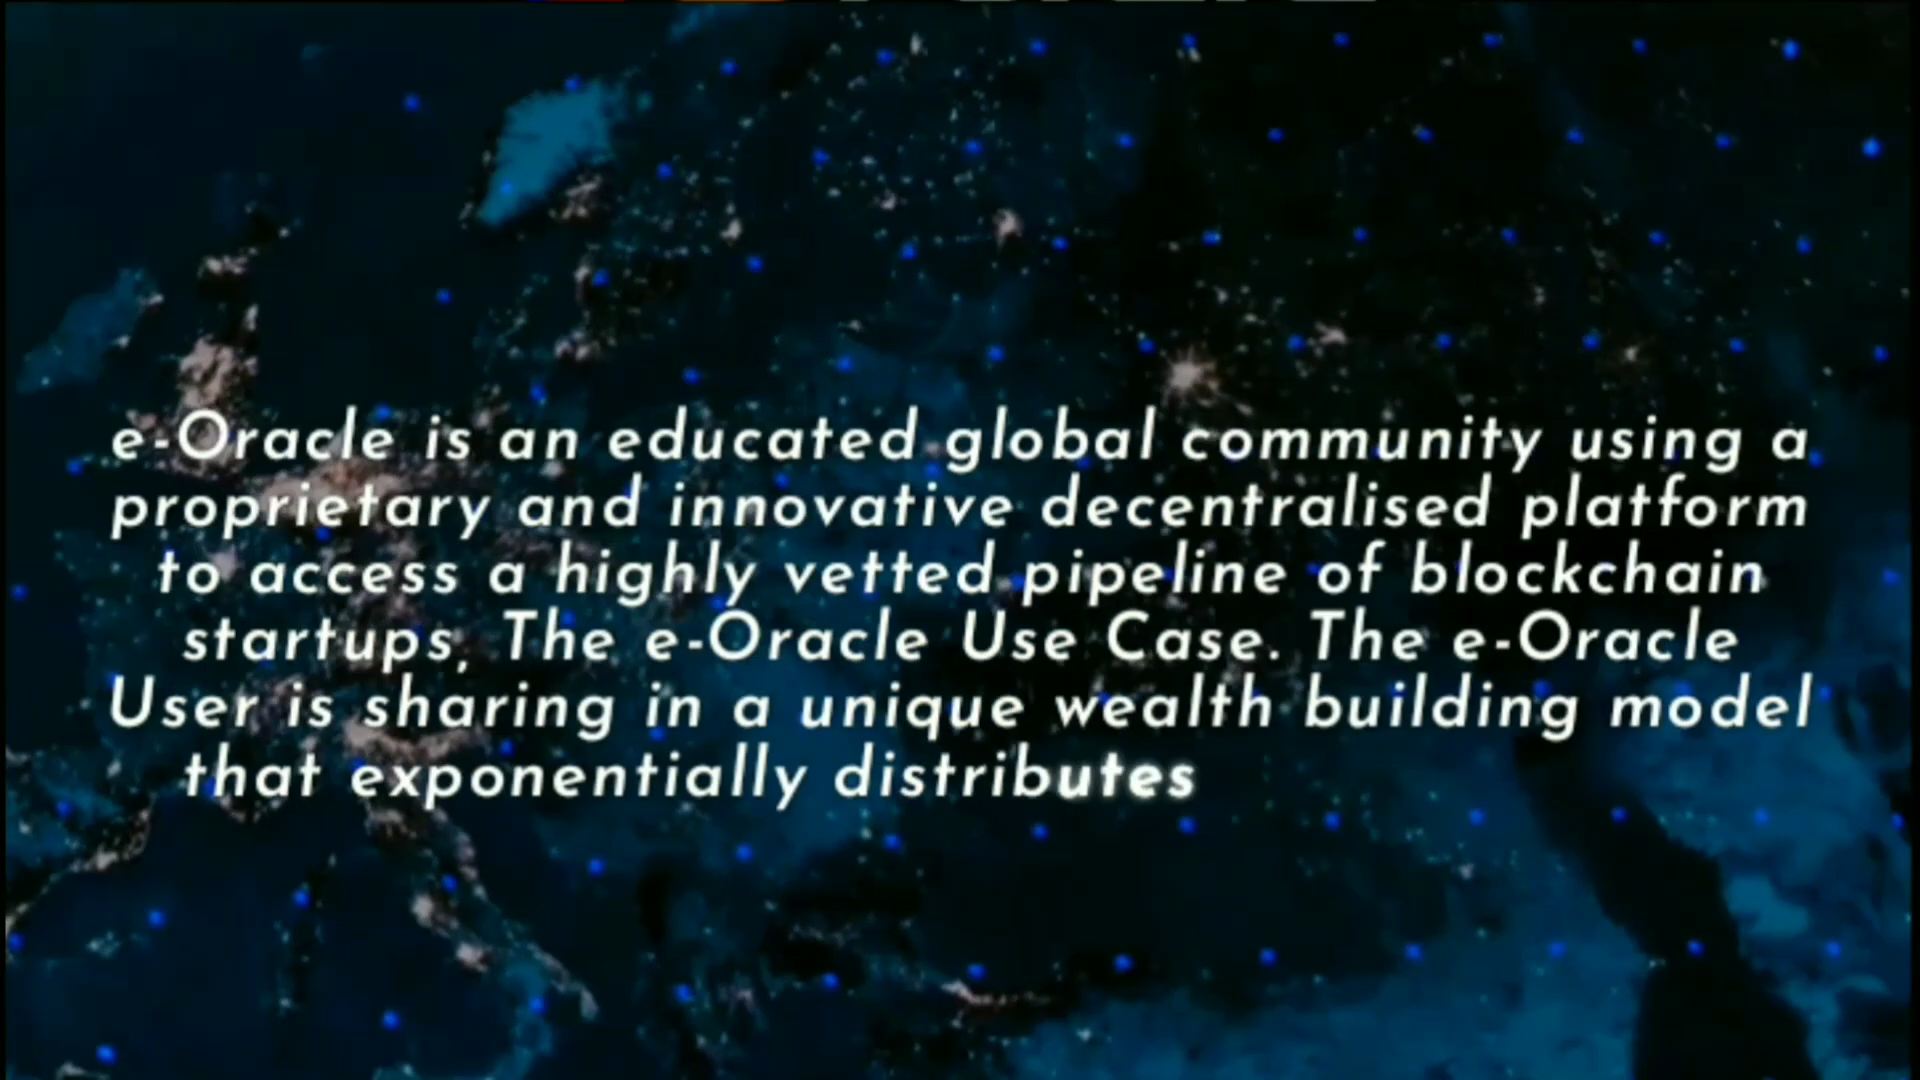 e-Oracle is an educated global community using a
proprietary and innovative decentralised platform
to access a highly vetted pipeline of blockchain
startups, The e-Oracle Use Case. The e-Oracle
User is sharing in a unique wealth building model
that exponentially distributes